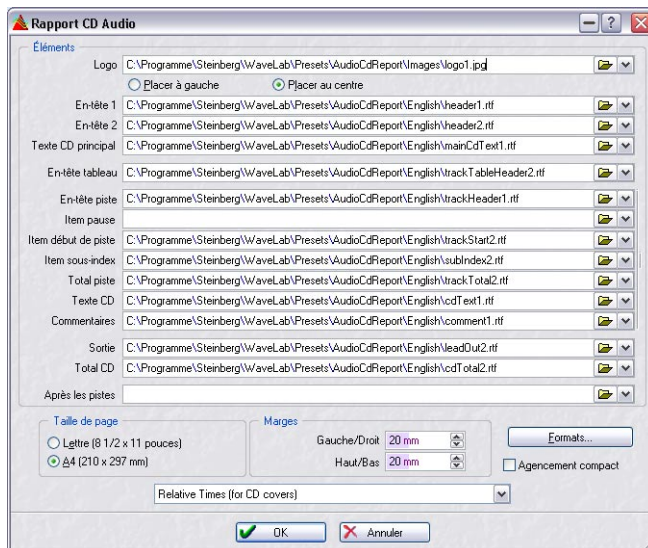 Rapport CD Audio
Éléments
Logo C:\Programme\Steinberg\WaveLab\Presets\AudioCdReport\Images\logo1.jpg
Placer à gauche Placer au centre
En-tête 1 C:\Programme\Steinberg\WaveLab\Presets\AudioCdReport\English\header1.rtf
En-tête 2 C:\Programme\Steinberg\WaveLab\Presets\AudioCdReport\English\header2.rtf
Texte CD principal C:\Programme\Steinberg\WaveLab\Presets\AudioCdReport\English\mainCdText1.rtf
En-tête tableau C:\Programme\Steinberg\WaveLab\Presets\AudioCdReport\English\trackTableHeader2.rtf
En-tête piste C:\Programme\Steinberg\WaveLab\Presets\AudioCdReport\English\trackHeader1.rtf
Item pause
Item début de piste C:\Programme\Steinberg\WaveLab\Presets\AudioCdReport\English\trackStart2.rtf
Item sous-index C:\Programme\Steinberg\WaveLab\Presets\AudioCdReport\English\subIndex2.rtf
Total piste C:\Programme\Steinberg\WaveLab\Presets\AudioCdReport\English\trackTotal2.rtf
Texte CD C:\Programme\Steinberg\WaveLab\Presets\AudioCdReport\English\cdText1.rtf
Commentaires C:\Programme\Steinberg\WaveLab\Presets\AudioCdReport\English\comment1.rtf
Sortie C:\Programme\Steinberg\WaveLab\Presets\AudioCdReport\English\leadOut2.rtf
Total CD C:\Programme\Steinberg\WaveLab\Presets\AudioCdReport\English\cdTotal2.rtf
Après les pistes
Taille de page Marges
Lettre (8 1/2 x 11 pouces) Gauche/Droit 20 mm Formats...
A4 (210 x 297 mm) Haut/Bas 20 mm Agencement compact
Relative Times (for CD covers)
OK Annuler